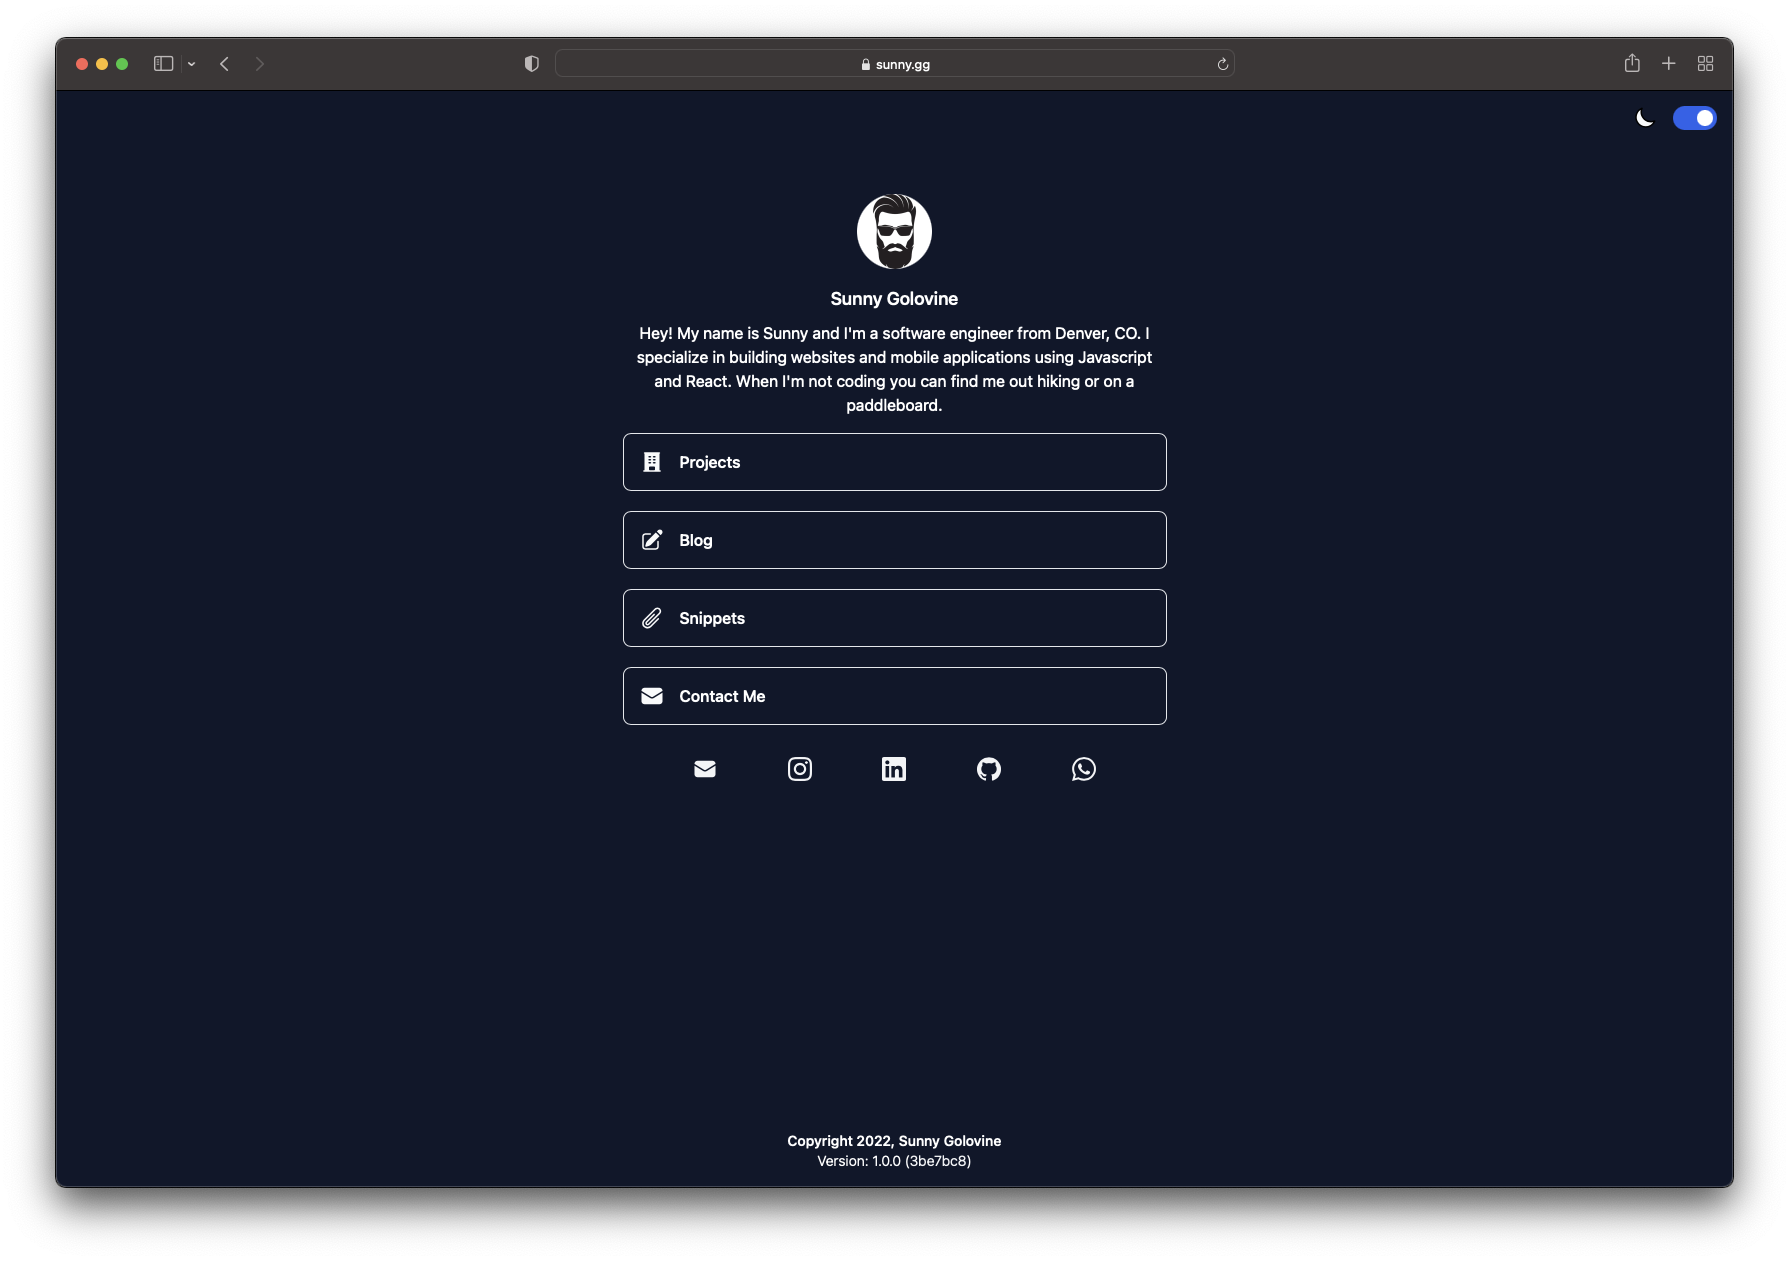 sunny.gg
Sunny Golovine
Hey! My name is Sunny and I'm a software engineer from Denver, CO. I
specialize in building websites and mobile applications using Javascript
and React. When I'm not coding you can find me out hiking or on a
paddleboard.
Projects
Blog
Snippets
Contact Me
in
Copyright 2022, Sunny Golovine
Version: 1.0.0 (3be7bc8)